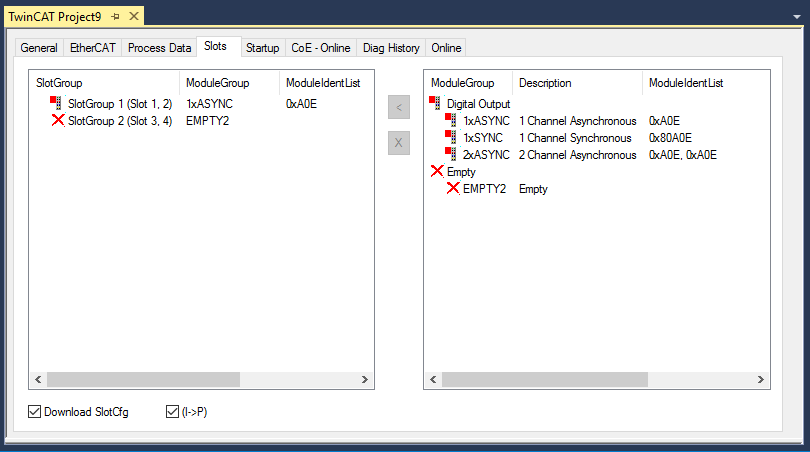 TwinCAT Project9
General EtherCAT Process Data Slots Startup CoE - Online Diag History Online
SlotGroup ModuleGroup ModuleIdentList
SlotGroup 1 (Slot 1, 2) 1xASYNC 0xA0E
SlotGroup 2 (Slot 3, 4) EMPTY2
<
X
ModuleGroup Description ModuleIdentList
Digital Output
1xASYNC 1 Channel Asynchronous 0xA0E
1xSYNC 1 Channel Synchronous 0x80A0E
2xASYNC 2 Channel Asynchronous 0xA0E, 0xA0E
Empty
EMPTY2 Empty
Download SlotCfg (I->P)